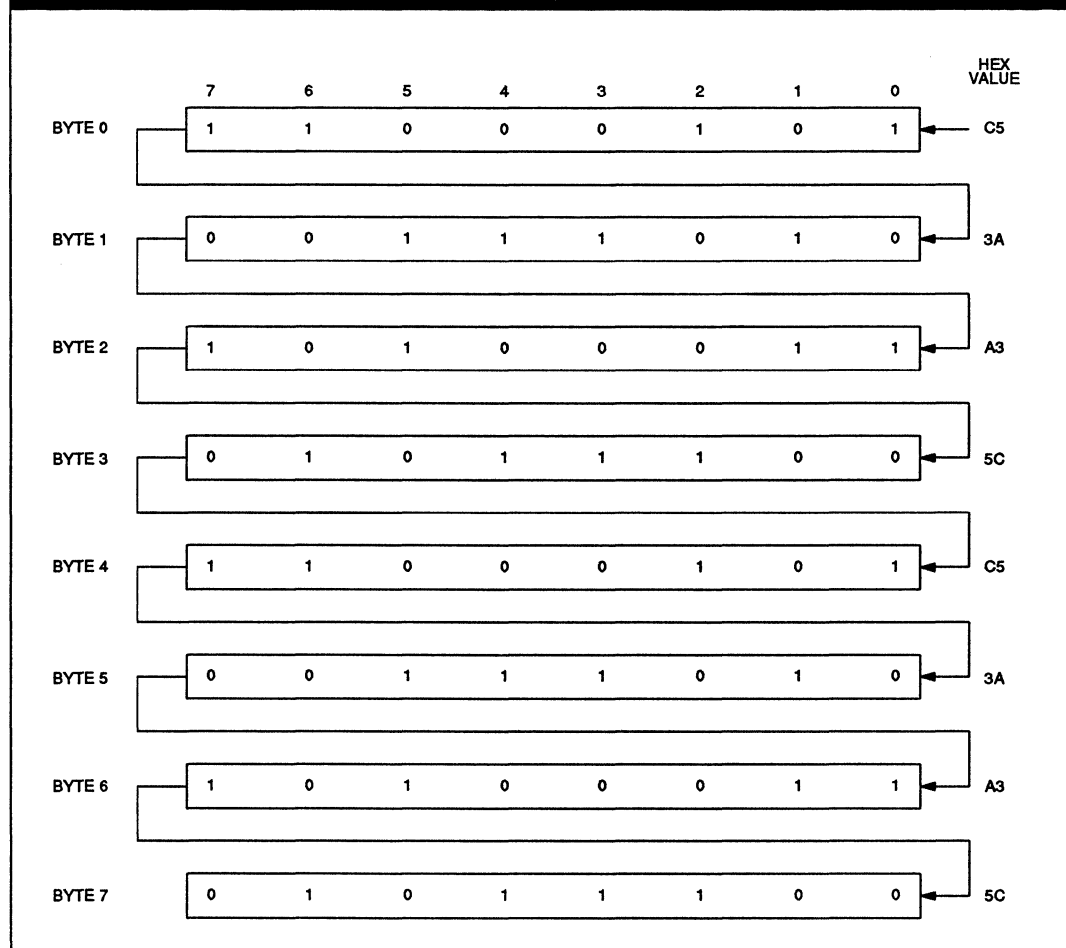 HEX
VALUE
7 6 5 4 3 2 1 0
BYTE 0 1 1 0 0 0 1 0 1 C5
BYTE 1 0 0 1 1 1 0 1 0 3A
BYTE 2 1 0 1 0 0 0 1 1 A3
BYTE 3 0 1 0 1 1 1 0 0 5C
BYTE 4 1 1 0 0 0 1 0 1 C5
BYTE 5 0 0 1 1 1 0 1 0 3A
BYTE 6 1 0 1 0 0 0 1 1 A3
BYTE 7 0 1 0 1 1 1 0 0 5C